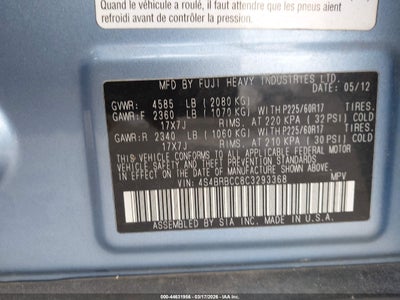 Quand le véhicule a roulé, il faut attendre que le moteur soit
refroidi avant de contrôler la pression.
MFD BY FUJI HEAVY INDUSTRIES LTD.
DATE: 05/12
GVWR: 4585 LB (2080 KG)
GAWR:F 2360 LB (1070 KG) WITH P225/60R17 TIRES.
17X7J RIMS, AT 220 KPA (32 PSI) COLD
GAWR:R 2340 LB (1060 KG) WITH P225/60R17 TIRES.
17X7J RIMS, AT 210 KPA (30 PSI) COLD
THIS VEHICLE CONFORMS TO ALL APPLICABLE FEDERAL MOTOR
VEHICLE SAFETY AND THEFT PREVENTION STANDARDS IN
EFFECT ON THE DATE OF MANUFACTURE SHOWN ABOVE.
VIN: 4S4BRBCC8C3293368 MPV
ASSEMBLED BY SIA INC. MADE IN U.S.A.
000-44631956 - 03/17/2026 - IAA Inc.